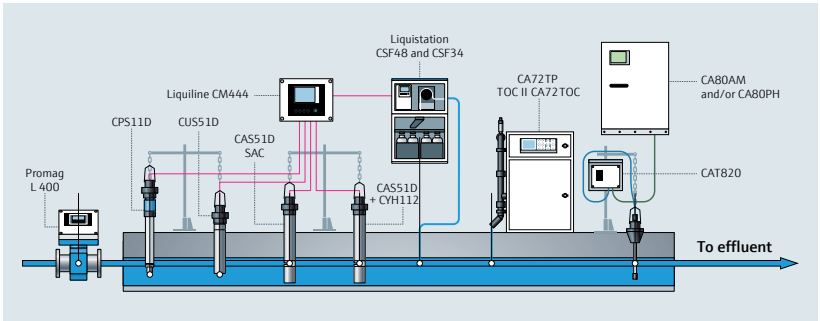 Liquistation
CSF48 and CSF34
Liquiline CM444
CA72TP
TOC II CA72TOC
CA80AM
and/or CA80PH
CPS11D
CUS51D
CAS51D
SAC
Promag
L 400
CAS51D
+ CYH112
CAT820
To effluent